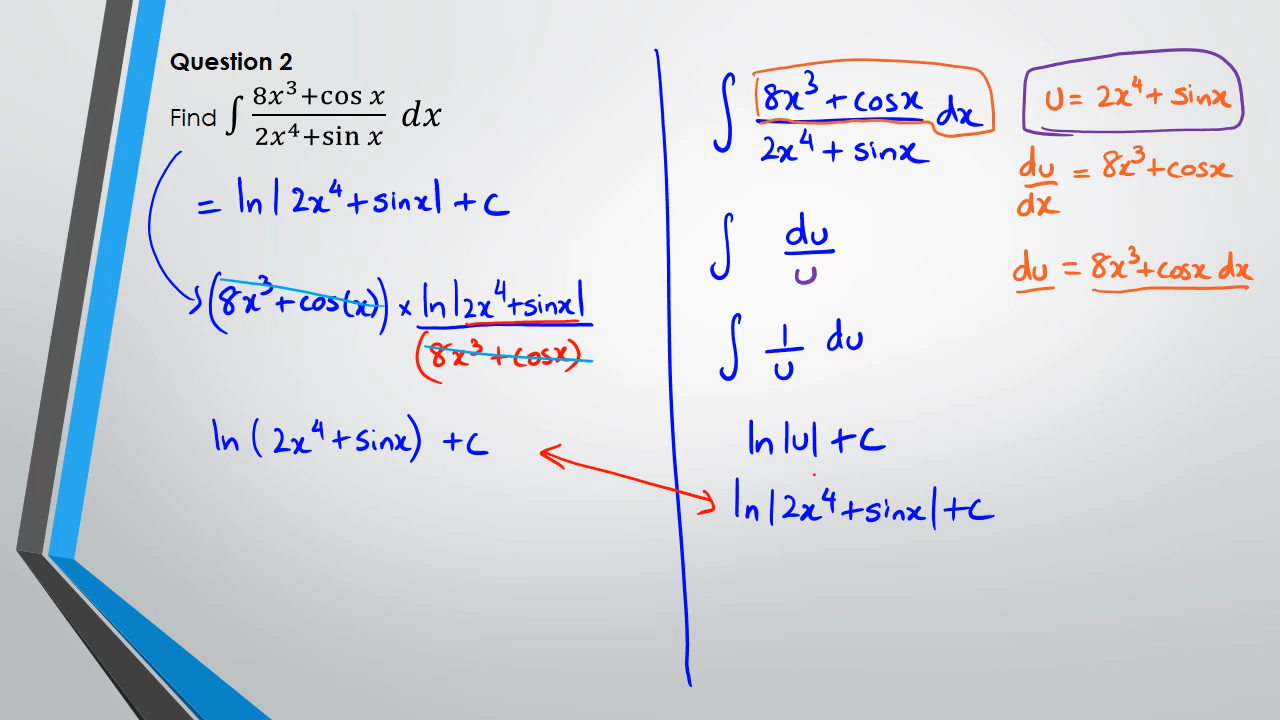 Question 2
Find ∫ (8x³+cos x)/(2x⁴+sin x) dx
= ln|2x⁴+sinx|+c
(8x³+cos(x)) × ln|2x⁴+sinx|/(8x³+cosx)
ln(2x⁴+sinx) +c
∫ (8x³+cosx)/(2x⁴+sinx) dx
∫ du/u
∫ 1/u du
ln|u|+c
ln|2x⁴+sinx|+c
u= 2x⁴+sinx
du/dx = 8x³+cosx
du = 8x³+cosx dx